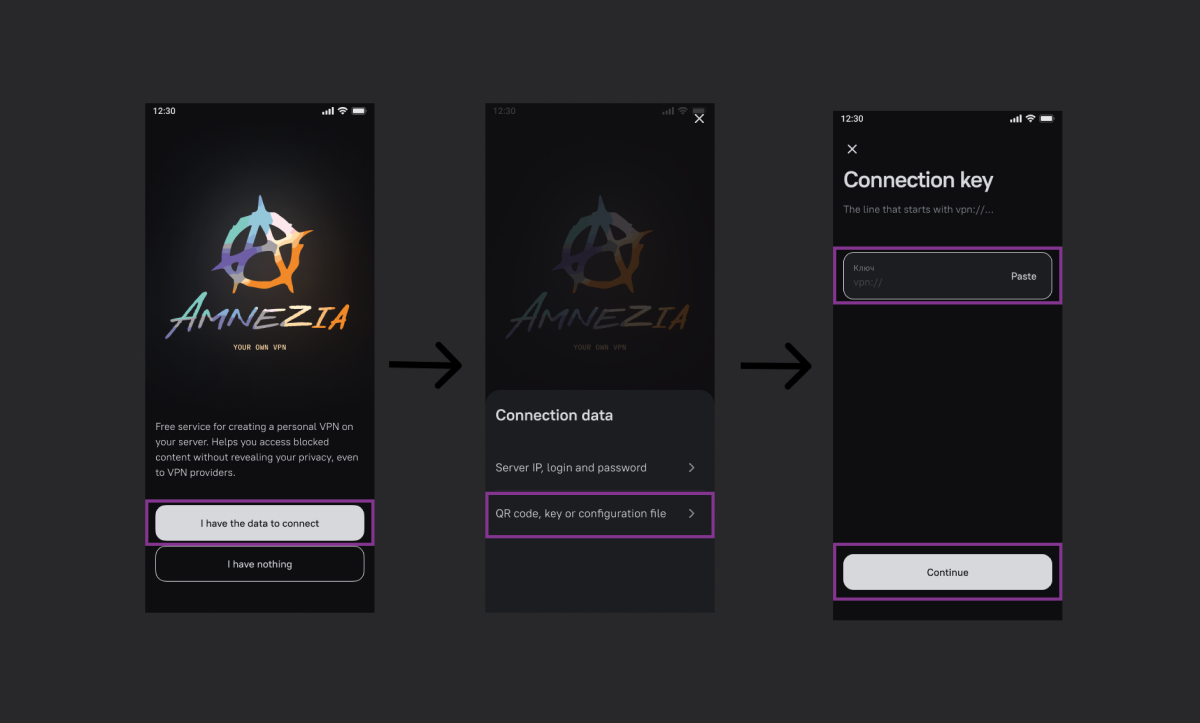 12:30
AMNEZIA
YOUR OWN VPN
Free service for creating a personal VPN on
your server. Helps you access blocked
content without revealing your privacy, even
to VPN providers.
I have the data to connect
I have nothing
12:30
AMNEZIA
YOUR OWN VPN
Connection data
Server IP, login and password
QR code, key or configuration file
12:30
Connection key
The line that starts with vpn://...
Ключ
vpn://
Paste
Continue